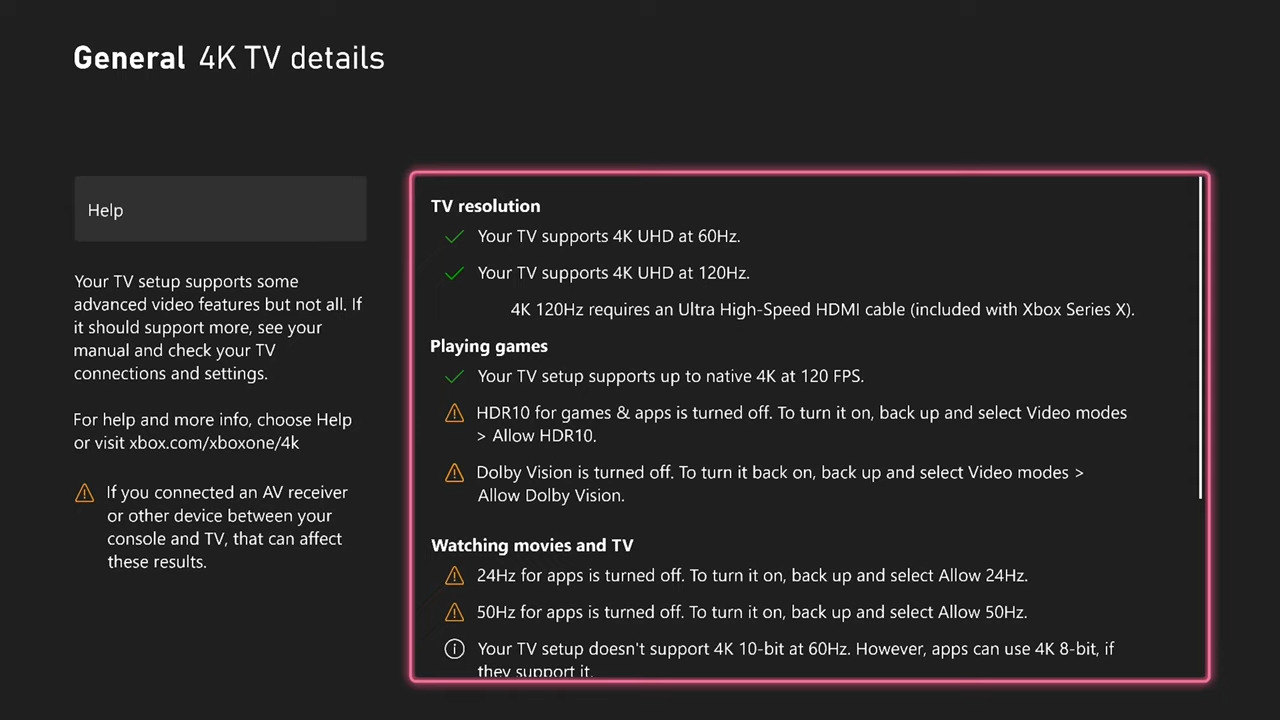 General 4K TV details
Help
Your TV setup supports some
advanced video features but not all. If
it should support more, see your
manual and check your TV
connections and settings.
For help and more info, choose Help
or visit xbox.com/xboxone/4k
If you connected an AV receiver
or other device between your
console and TV, that can affect
these results.
TV resolution
Your TV supports 4K UHD at 60Hz.
Your TV supports 4K UHD at 120Hz.
4K 120Hz requires an Ultra High-Speed HDMI cable (included with Xbox Series X).
Playing games
Your TV setup supports up to native 4K at 120 FPS.
HDR10 for games & apps is turned off. To turn it on, back up and select Video modes
> Allow HDR10.
Dolby Vision is turned off. To turn it back on, back up and select Video modes >
Allow Dolby Vision.
Watching movies and TV
24Hz for apps is turned off. To turn it on, back up and select Allow 24Hz.
50Hz for apps is turned off. To turn it on, back up and select Allow 50Hz.
Your TV setup doesn't support 4K 10-bit at 60Hz. However, apps can use 4K 8-bit, if
they support it.